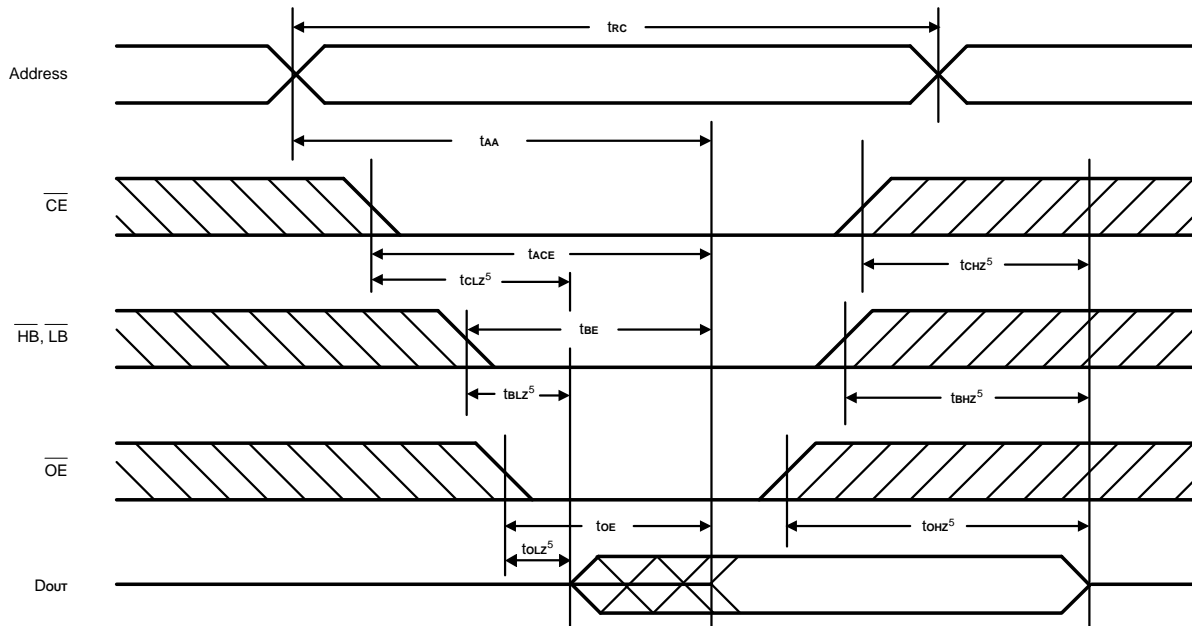 tRC
Address
tAA
CE
tACE
tCLZ⁵
tCHZ⁵
HB, LB
tBE
tBLZ⁵
tBHZ⁵
OE
tOE
tOHZ⁵
tOLZ⁵
DOUT